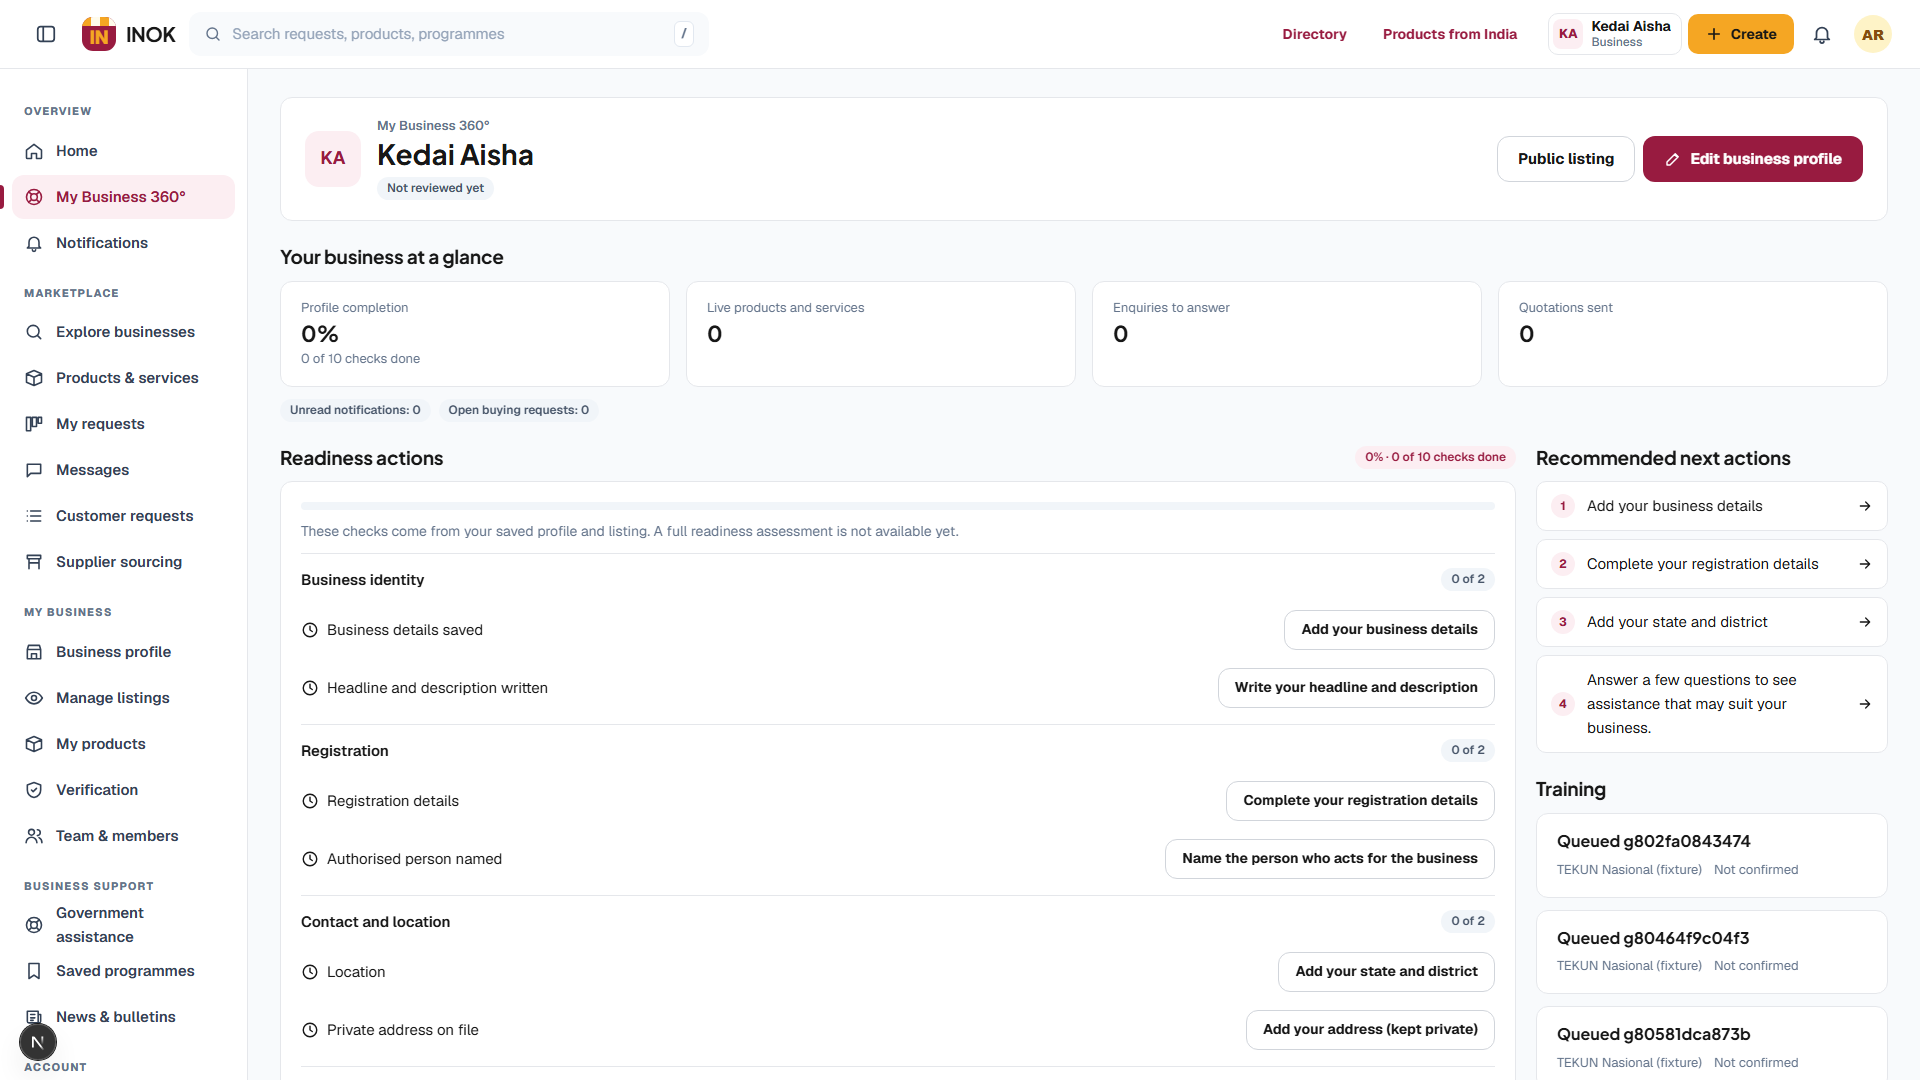 IN INOK
Search requests, products, programmes
/
Directory
Products from India
KA
Kedai Aisha
Business
Create
AR
OVERVIEW
Home
My Business 360°
Notifications
MARKETPLACE
Explore businesses
Products & services
My requests
Messages
Customer requests
Supplier sourcing
MY BUSINESS
Business profile
Manage listings
My products
Verification
Team & members
BUSINESS SUPPORT
Government
assistance
Saved programmes
News & bulletins
N
ACCOUNT
KA
My Business 360°
Kedai Aisha
Not reviewed yet
Public listing
Edit business profile
Your business at a glance
Profile completion
0%
0 of 10 checks done
Live products and services
0
Enquiries to answer
0
Quotations sent
0
Unread notifications: 0
Open buying requests: 0
Readiness actions
0% · 0 of 10 checks done
These checks come from your saved profile and listing. A full readiness assessment is not available yet.
Business identity
0 of 2
Business details saved
Add your business details
Headline and description written
Write your headline and description
Registration
0 of 2
Registration details
Complete your registration details
Authorised person named
Name the person who acts for the business
Contact and location
0 of 2
Location
Add your state and district
Private address on file
Add your address (kept private)
Recommended next actions
1 Add your business details
2 Complete your registration details
3 Add your state and district
4 Answer a few questions to see
assistance that may suit your
business.
Training
Queued g802fa0843474
TEKUN Nasional (fixture) Not confirmed
Queued g80464f9c04f3
TEKUN Nasional (fixture) Not confirmed
Queued g80581dca873b
TEKUN Nasional (fixture) Not confirmed